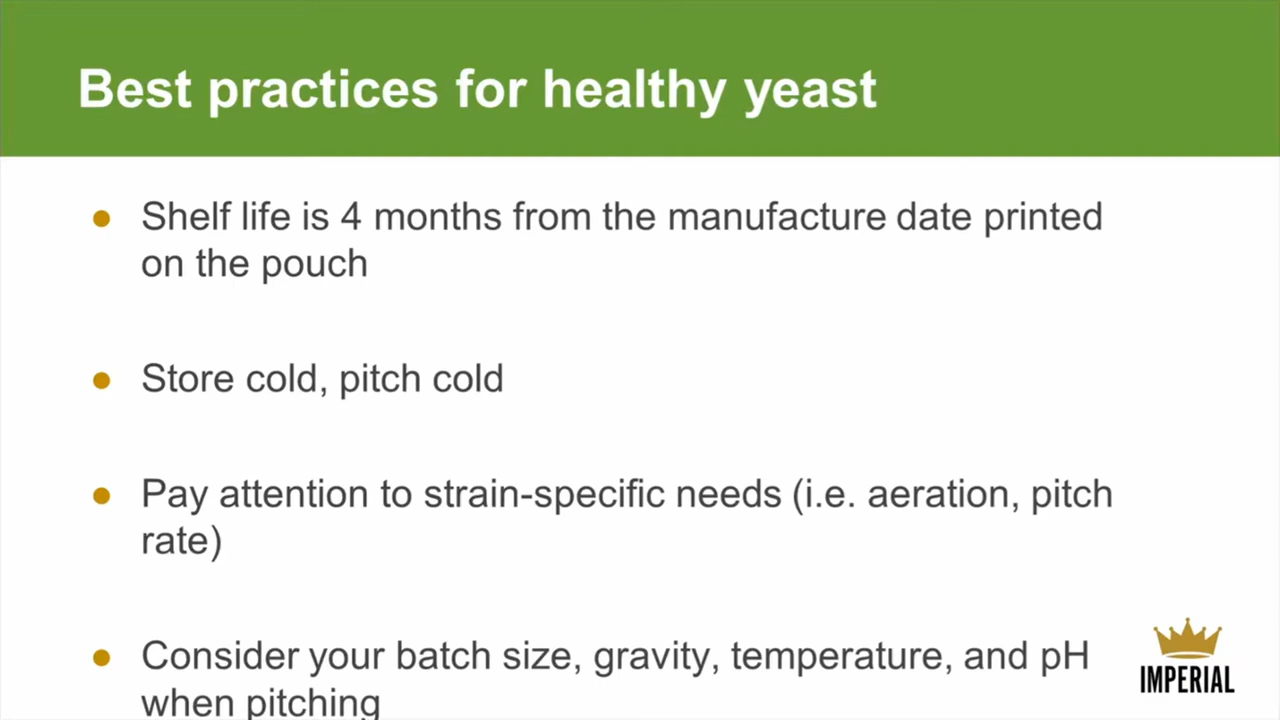 Best practices for healthy yeast
● Shelf life is 4 months from the manufacture date printed
on the pouch
● Store cold, pitch cold
● Pay attention to strain-specific needs (i.e. aeration, pitch
rate)
● Consider your batch size, gravity, temperature, and pH
when pitching
IMPERIAL